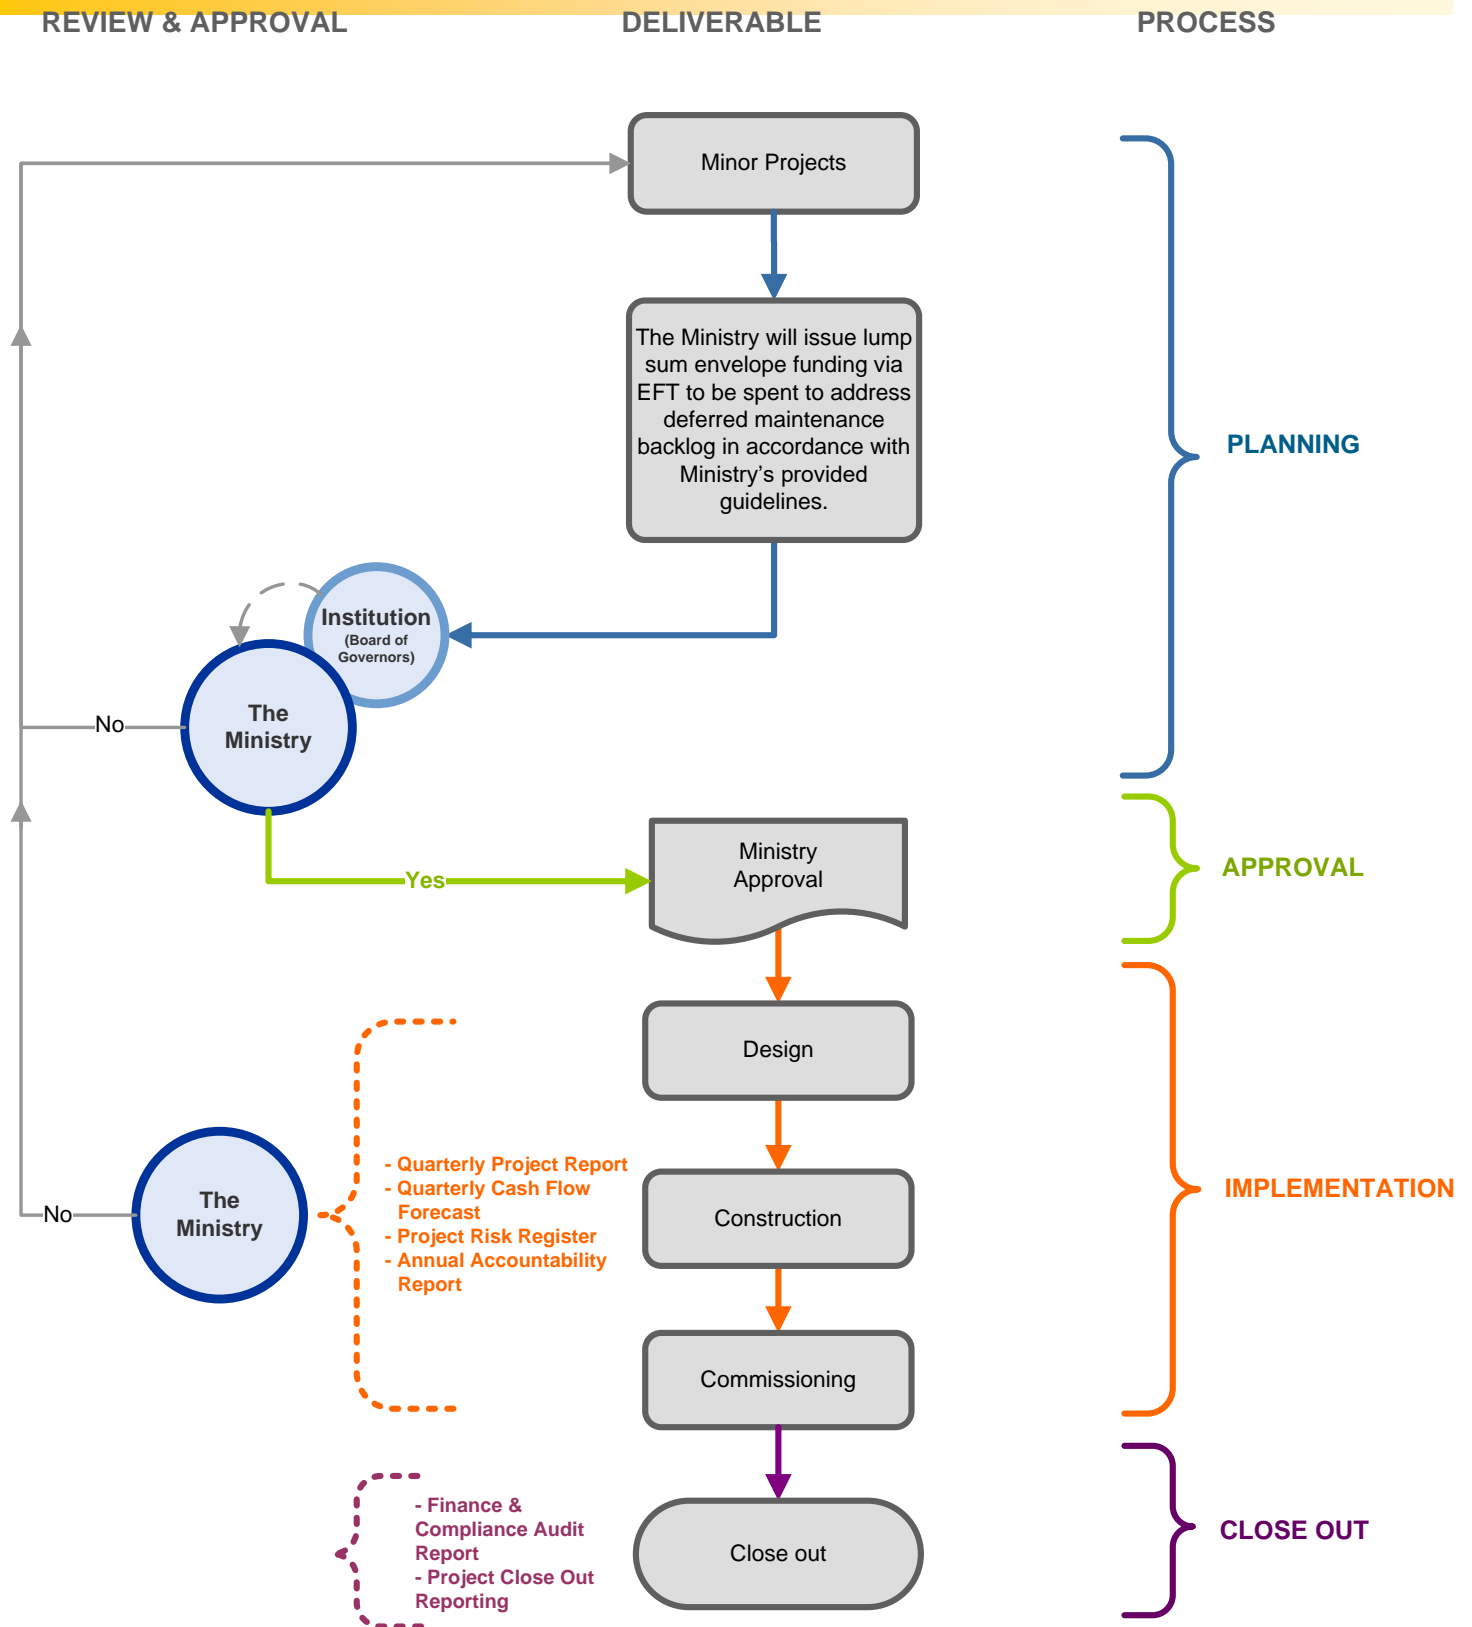 REVIEW & APPROVAL
DELIVERABLE
PROCESS
Minor Projects
The Ministry will issue lump
sum envelope funding via
EFT to be spent to address
deferred maintenance
backlog in accordance with
Ministry’s provided
guidelines.
PLANNING
Institution
(Board of
Governors)
The
Ministry
No
Yes
Ministry
Approval
APPROVAL
Design
- Quarterly Project Report
- Quarterly Cash Flow
Forecast
- Project Risk Register
- Annual Accountability
Report
The
Ministry
No
Construction
IMPLEMENTATION
Commissioning
- Finance &
Compliance Audit
Report
- Project Close Out
Reporting
Close out
CLOSE OUT